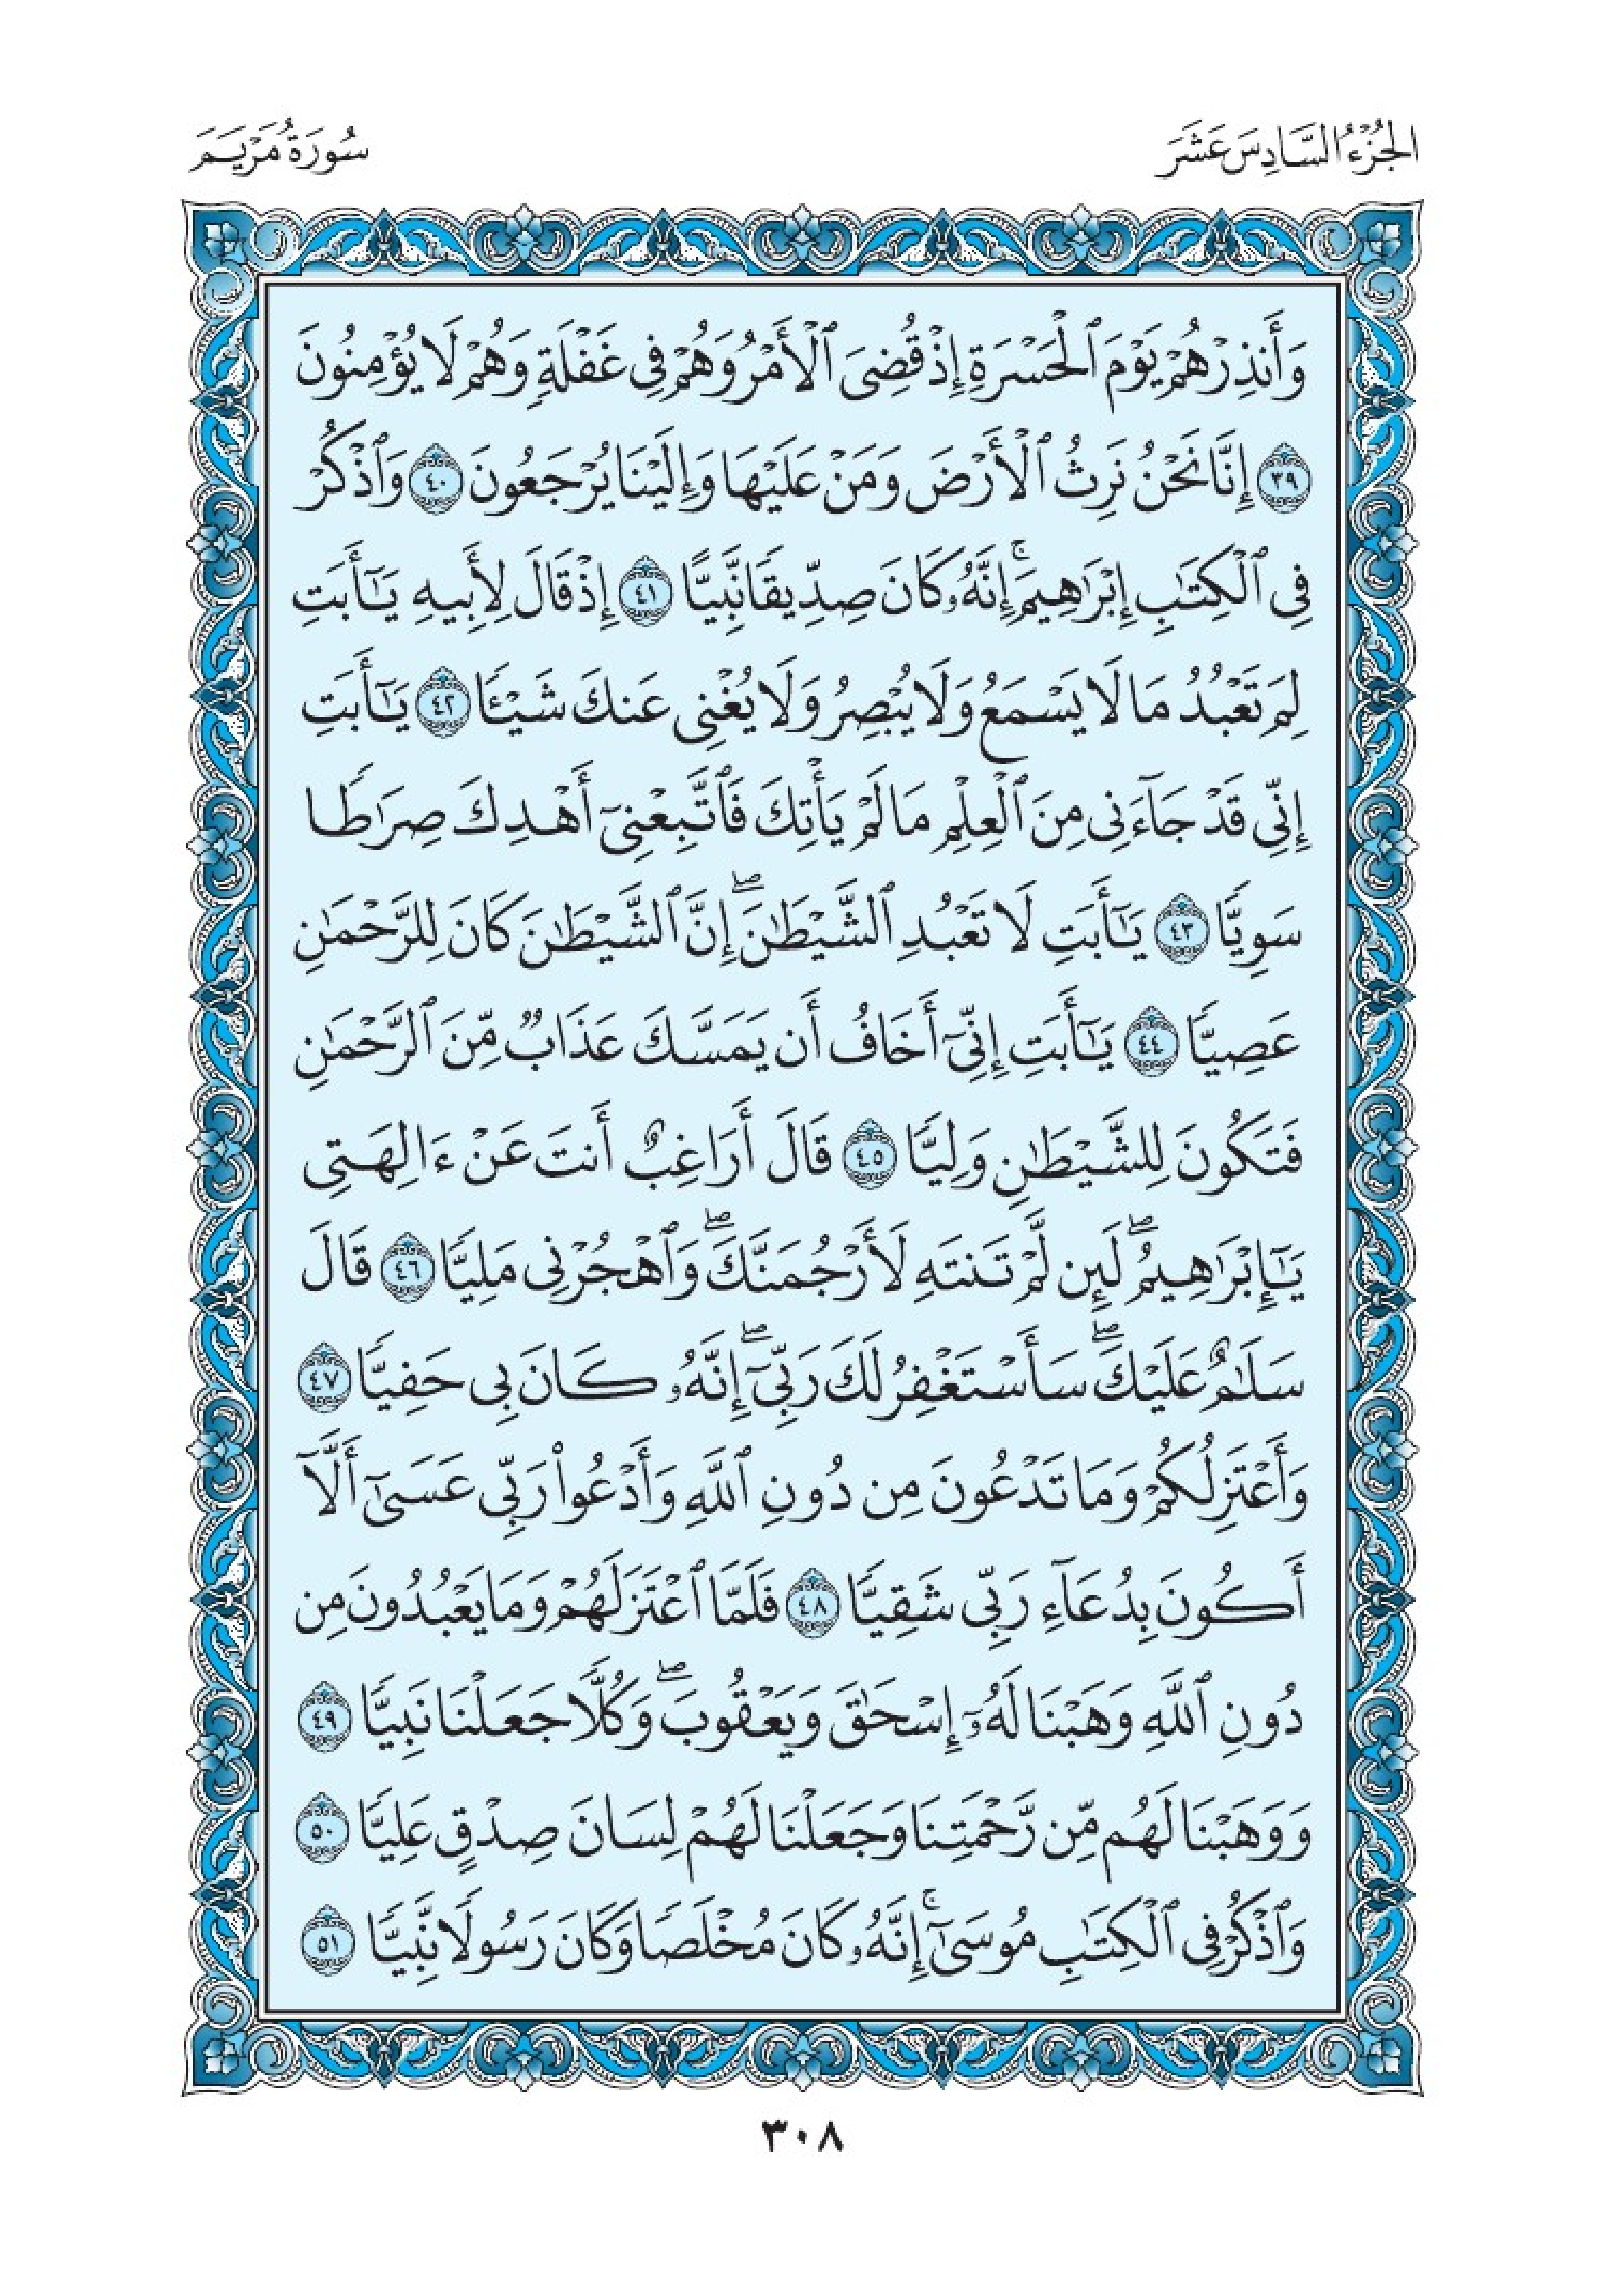 الجُزْءُ السَّادِسَ عَشَرَ
سُورَةُ مَرْيَمَ
وَأَنذِرْهُمْ يَوْمَ ٱلْحَسْرَةِ إِذْ قُضِىَ ٱلْأَمْرُ وَهُمْ فِى غَفْلَةٍ وَهُمْ لَا يُؤْمِنُونَ
٣٩ إِنَّا نَحْنُ نَرِثُ ٱلْأَرْضَ وَمَنْ عَلَيْهَا وَإِلَيْنَا يُرْجَعُونَ ٤٠ وَٱذْكُرْ
فِى ٱلْكِتَٰبِ إِبْرَٰهِيمَ ۚ إِنَّهُۥ كَانَ صِدِّيقًا نَّبِيًّا ٤١ إِذْ قَالَ لِأَبِيهِ يَٰٓأَبَتِ
لِمَ تَعْبُدُ مَا لَا يَسْمَعُ وَلَا يُبْصِرُ وَلَا يُغْنِى عَنكَ شَيْـًٔا ٤٢ يَٰٓأَبَتِ
إِنِّى قَدْ جَآءَنِى مِنَ ٱلْعِلْمِ مَا لَمْ يَأْتِكَ فَٱتَّبِعْنِىٓ أَهْدِكَ صِرَٰطًا
سَوِيًّا ٤٣ يَٰٓأَبَتِ لَا تَعْبُدِ ٱلشَّيْطَٰنَ ۖ إِنَّ ٱلشَّيْطَٰنَ كَانَ لِلرَّحْمَٰنِ
عَصِيًّا ٤٤ يَٰٓأَبَتِ إِنِّىٓ أَخَافُ أَن يَمَسَّكَ عَذَابٌ مِّنَ ٱلرَّحْمَٰنِ
فَتَكُونَ لِلشَّيْطَٰنِ وَلِيًّا ٤٥ قَالَ أَرَاغِبٌ أَنتَ عَنْ ءَالِهَتِى
يَٰٓإِبْرَٰهِيمُ ۖ لَئِن لَّمْ تَنتَهِ لَأَرْجُمَنَّكَ ۖ وَٱهْجُرْنِى مَلِيًّا ٤٦ قَالَ
سَلَٰمٌ عَلَيْكَ ۖ سَأَسْتَغْفِرُ لَكَ رَبِّىٓ ۖ إِنَّهُۥ كَانَ بِى حَفِيًّا ٤٧
وَأَعْتَزِلُكُمْ وَمَا تَدْعُونَ مِن دُونِ ٱللَّهِ وَأَدْعُوا۟ رَبِّى عَسَىٰٓ أَلَّآ
أَكُونَ بِدُعَآءِ رَبِّى شَقِيًّا ٤٨ فَلَمَّا ٱعْتَزَلَهُمْ وَمَا يَعْبُدُونَ مِن
دُونِ ٱللَّهِ وَهَبْنَا لَهُۥٓ إِسْحَٰقَ وَيَعْقُوبَ ۖ وَكُلًّا جَعَلْنَا نَبِيًّا ٤٩
وَوَهَبْنَا لَهُم مِّن رَّحْمَتِنَا وَجَعَلْنَا لَهُمْ لِسَانَ صِدْقٍ عَلِيًّا ٥٠
وَٱذْكُرْ فِى ٱلْكِتَٰبِ مُوسَىٰٓ ۚ إِنَّهُۥ كَانَ مُخْلَصًا وَكَانَ رَسُولًا نَّبِيًّا ٥١
٣٠٨